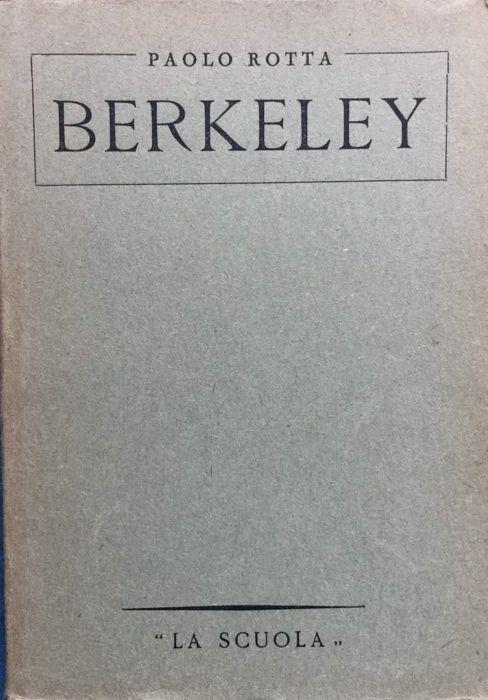 PAOLO ROTTA
BERKELEY
“ LA SCUOLA „